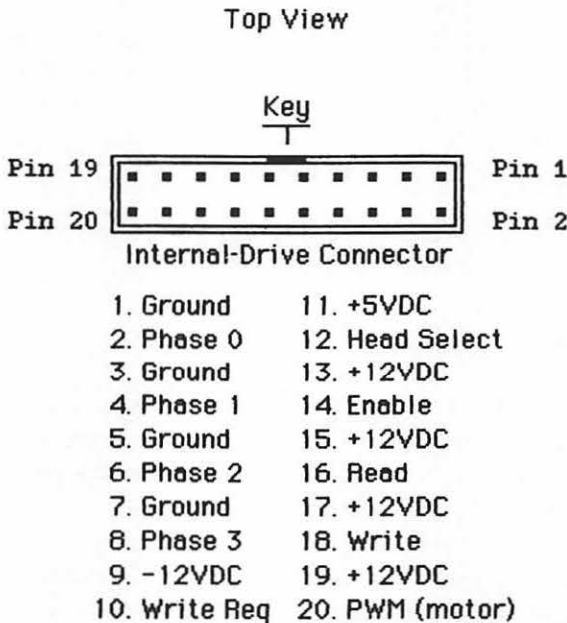 Top View
Key
Pin 19 Pin 1
Pin 20 Pin 2
Internal-Drive Connector
1. Ground 11. +5VDC
2. Phase 0 12. Head Select
3. Ground 13. +12VDC
4. Phase 1 14. Enable
5. Ground 15. +12VDC
6. Phase 2 16. Read
7. Ground 17. +12VDC
8. Phase 3 18. Write
9. -12VDC 19. +12VDC
10. Write Req 20. PWM (motor)